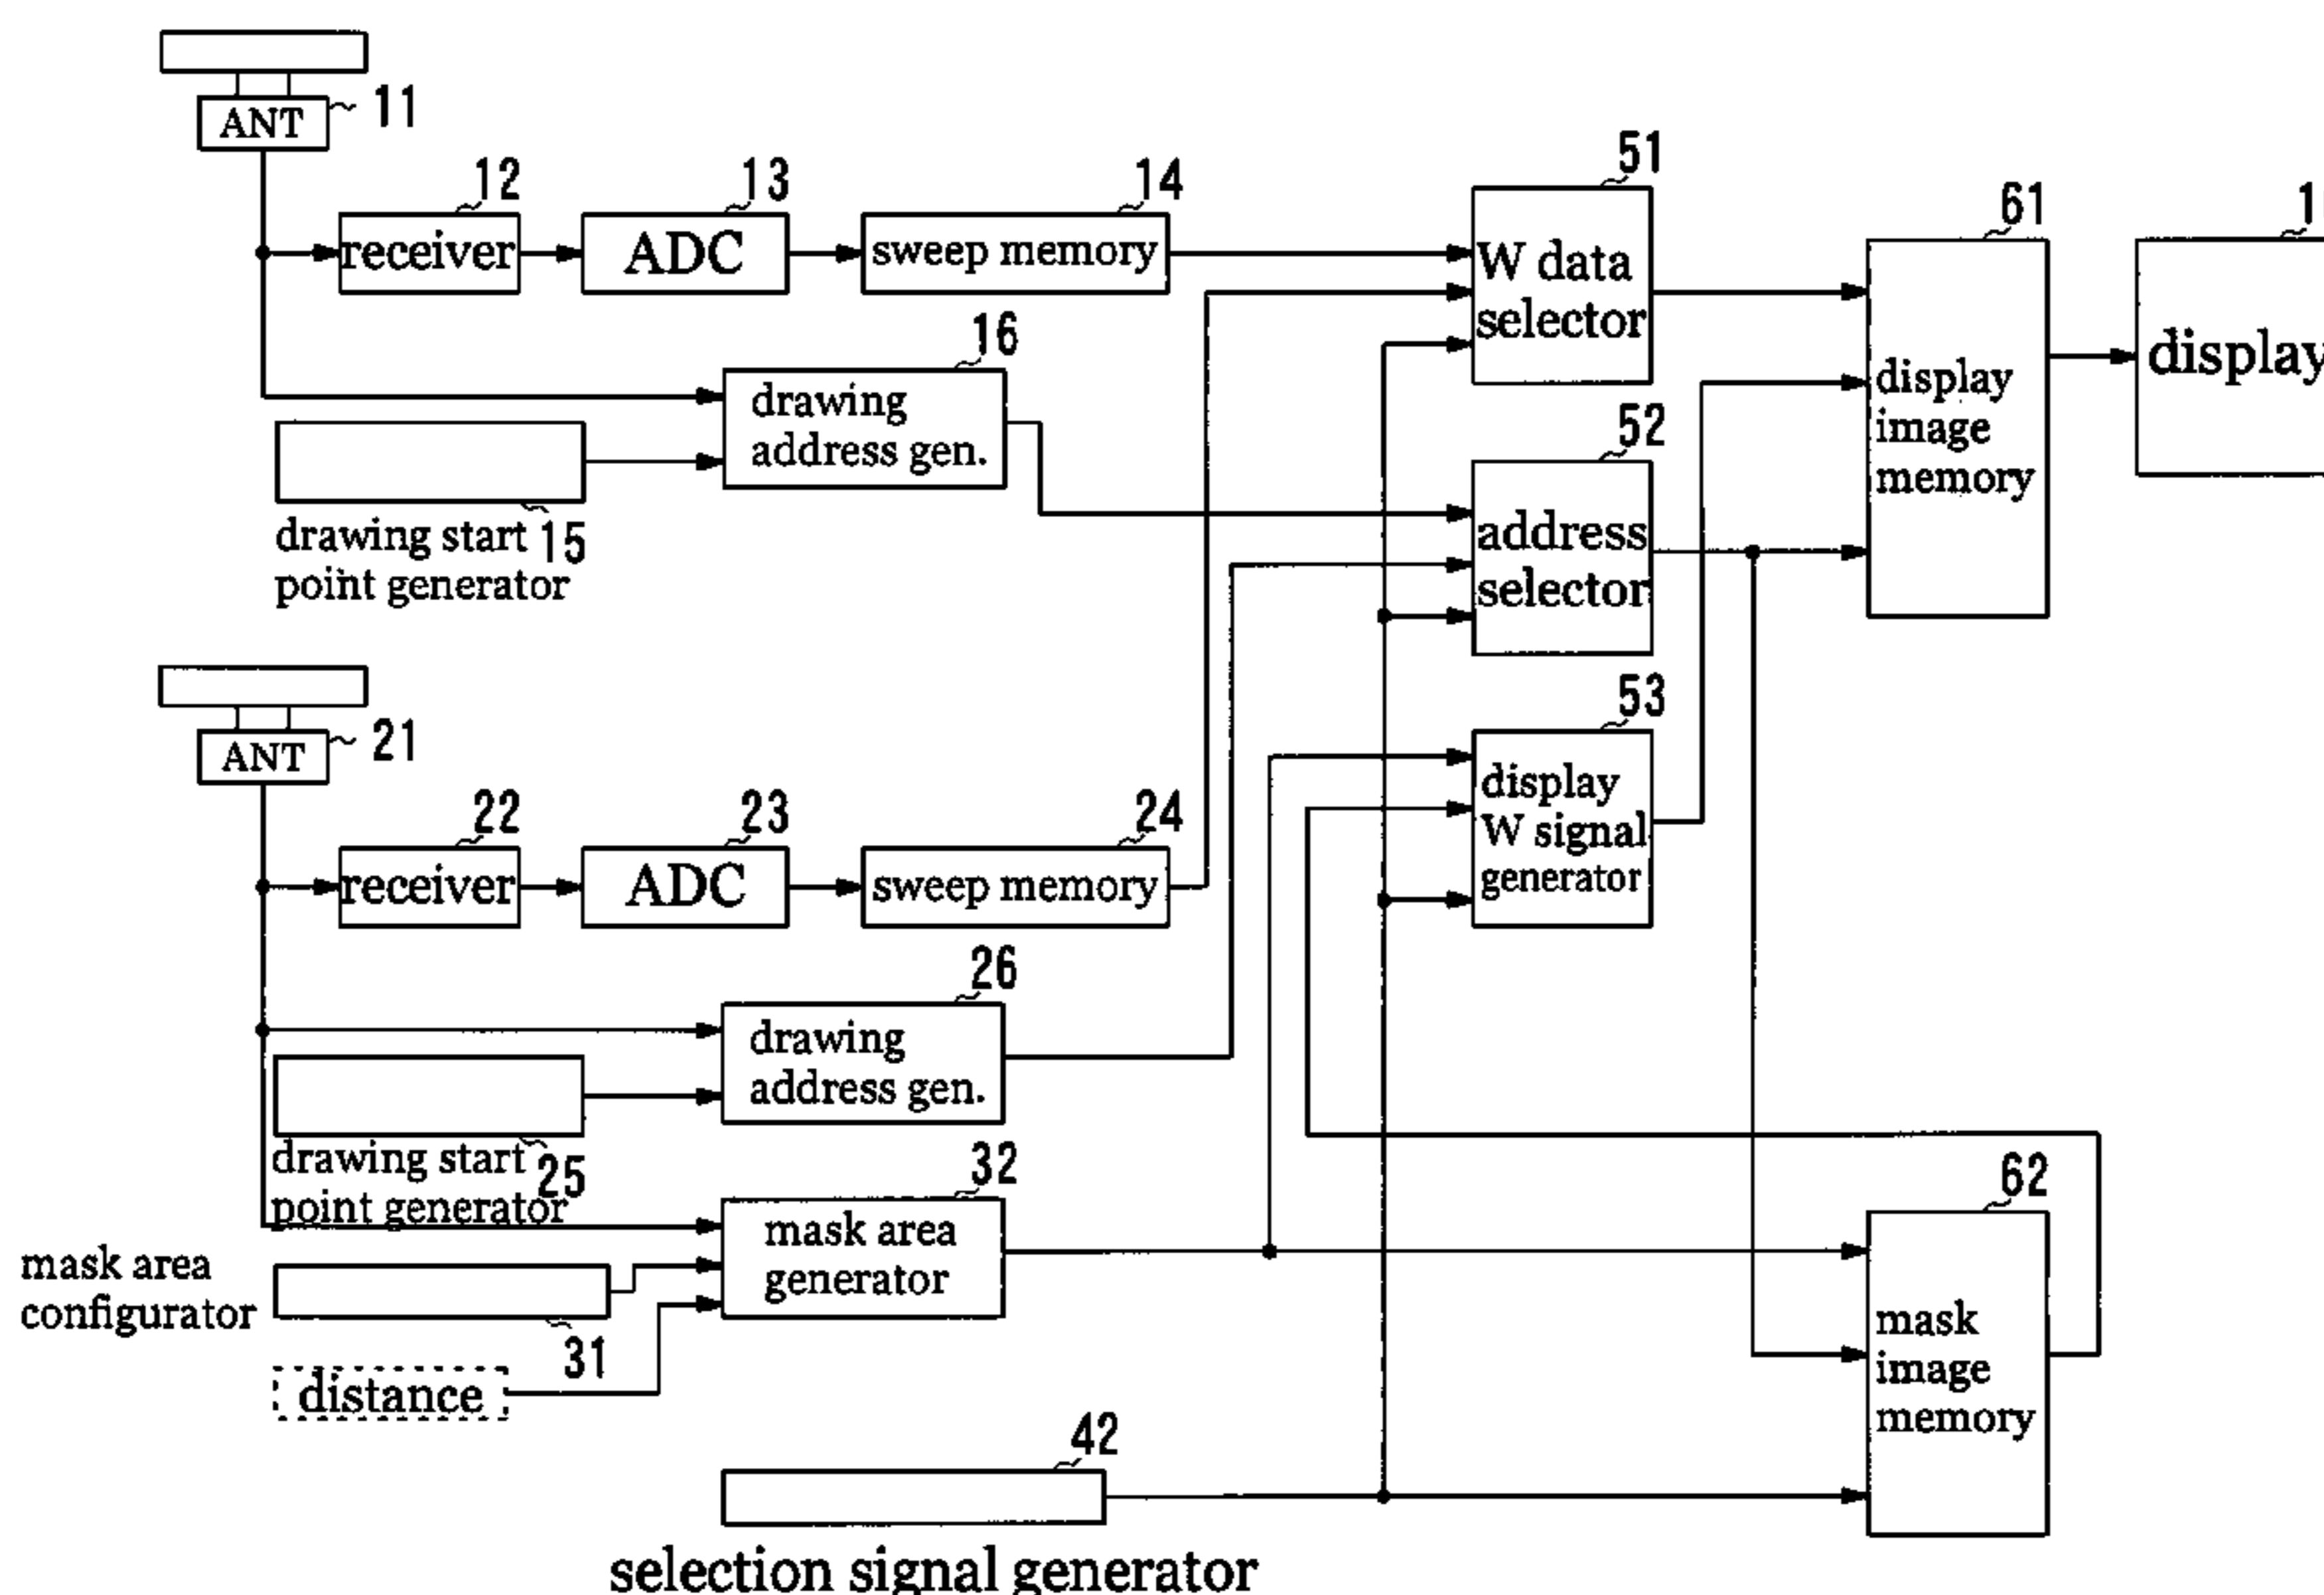 11
ANT
12
13
14
51
61
1
receiver
ADC
sweep memory
W data
selector
display
image
memory
display
16
drawing
address gen.
52
address
selector
drawing start 15
point generator
21
ANT
53
display
W signal
generator
22
23
24
receiver
ADC
sweep memory
26
drawing
address gen.
drawing start 25
point generator
32
mask area
generator
62
mask
image
memory
mask area
configurator
31
distance
42
selection signal generator